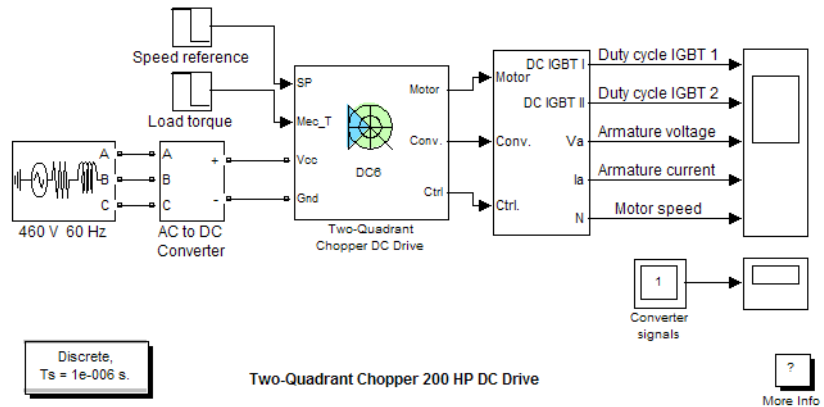 Speed reference
Load torque
460 V 60 Hz
A
B
C
A
B
C
+
-
AC to DC
Converter
SP
Mec_T
Vcc
Gnd
Motor
Conv.
Ctrl
DC6
Two-Quadrant
Chopper DC Drive
Motor
Conv.
Ctrl.
DC IGBT I
DC IGBT II
Va
Ia
N
Duty cycle IGBT 1
Duty cycle IGBT 2
Armature voltage
Armature current
Motor speed
1
Converter
signals
Discrete,
Ts = 1e-006 s.
Two-Quadrant Chopper 200 HP DC Drive
?
More Info